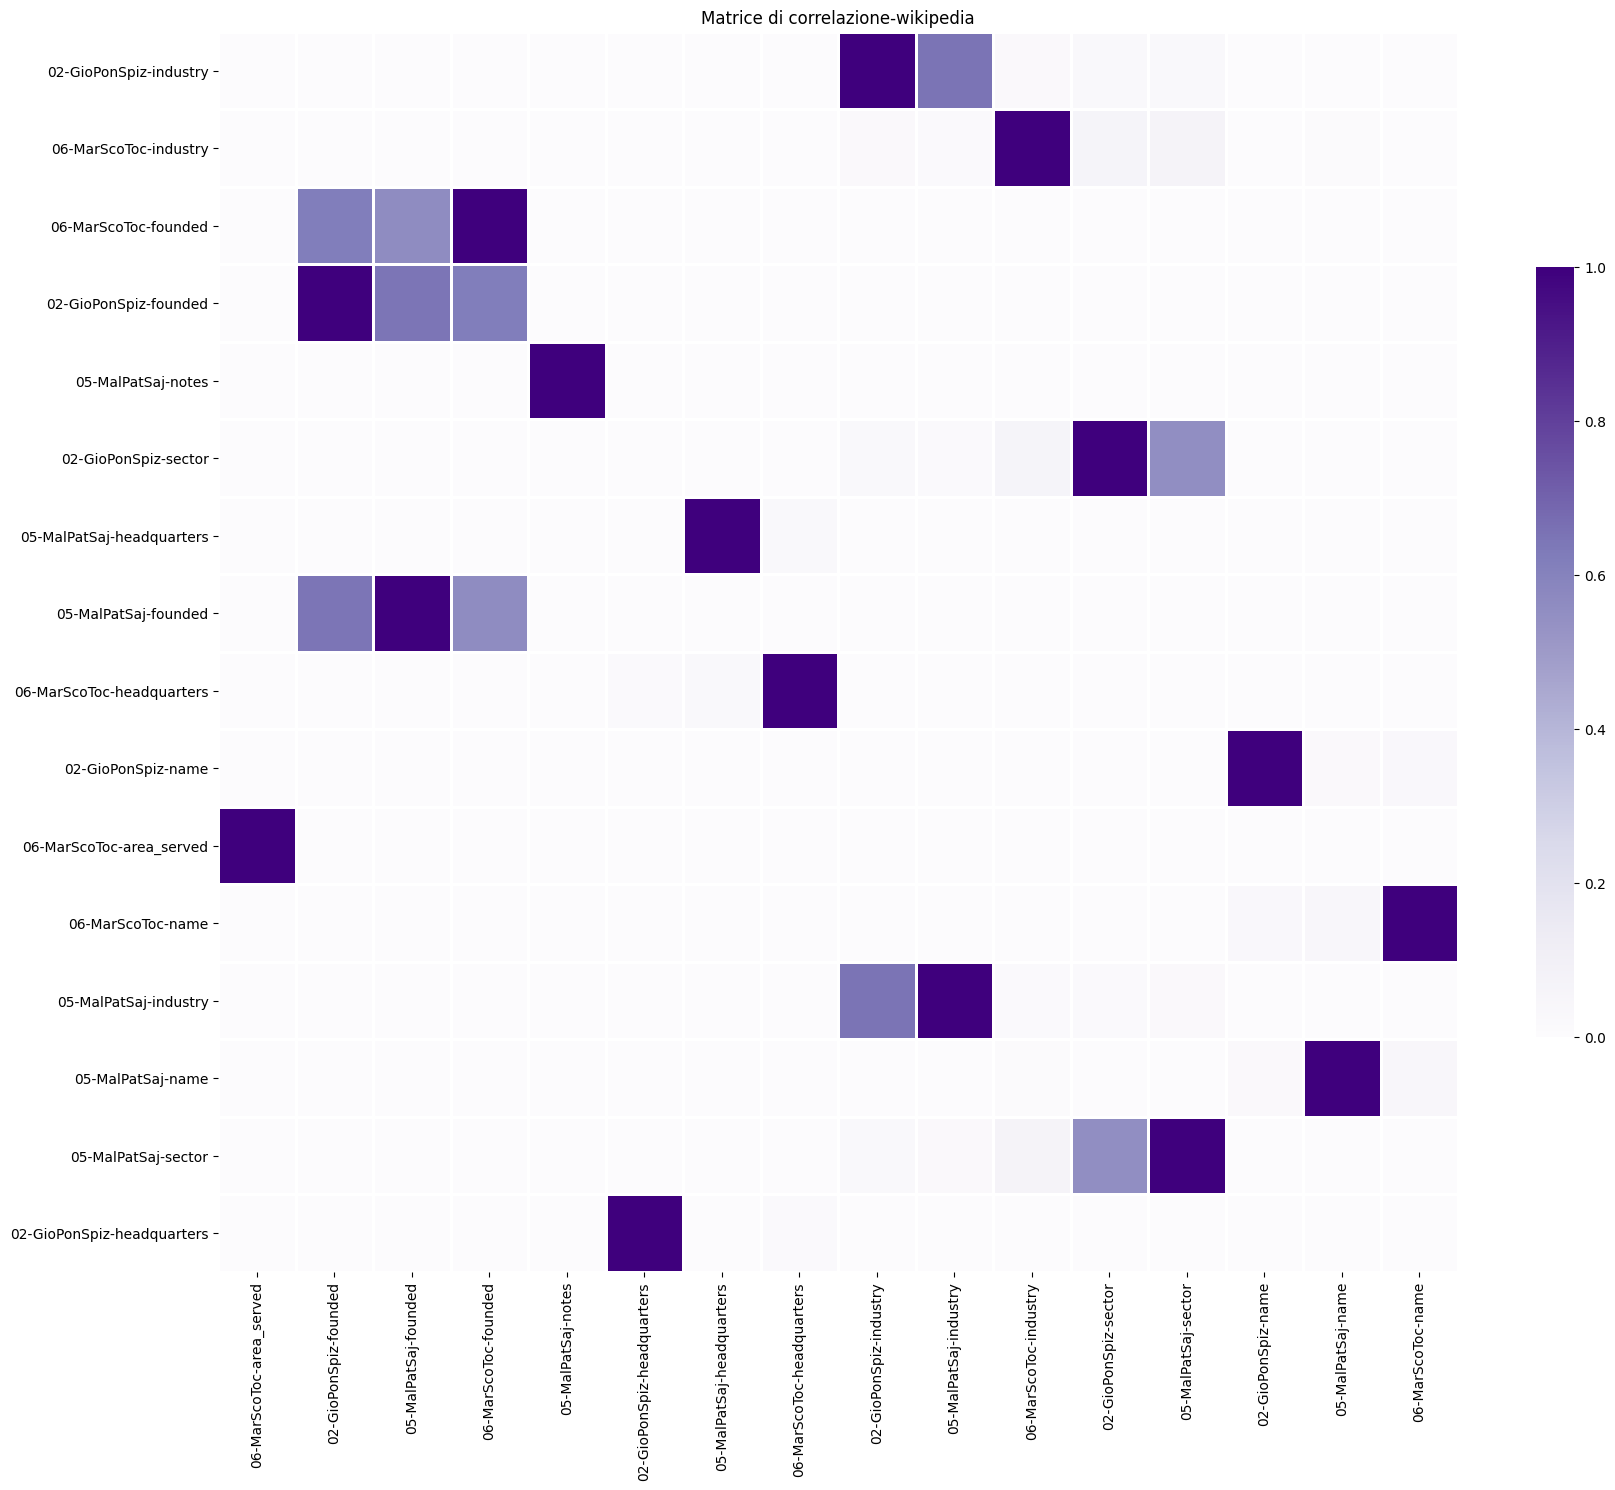 Matrice di correlazione-wikipedia
02-GioPonSpiz-industry
06-MarScoToc-industry
06-MarScoToc-founded
02-GioPonSpiz-founded
05-MalPatSaj-notes
02-GioPonSpiz-sector
05-MalPatSaj-headquarters
05-MalPatSaj-founded
06-MarScoToc-headquarters
02-GioPonSpiz-name
06-MarScoToc-area_served
06-MarScoToc-name
05-MalPatSaj-industry
05-MalPatSaj-name
05-MalPatSaj-sector
02-GioPonSpiz-headquarters
06-MarScoToc-area_served
02-GioPonSpiz-founded
05-MalPatSaj-founded
06-MarScoToc-founded
05-MalPatSaj-notes
02-GioPonSpiz-headquarters
05-MalPatSaj-headquarters
06-MarScoToc-headquarters
02-GioPonSpiz-industry
05-MalPatSaj-industry
06-MarScoToc-industry
02-GioPonSpiz-sector
05-MalPatSaj-sector
02-GioPonSpiz-name
05-MalPatSaj-name
06-MarScoToc-name
1.0
0.8
0.6
0.4
0.2
0.0